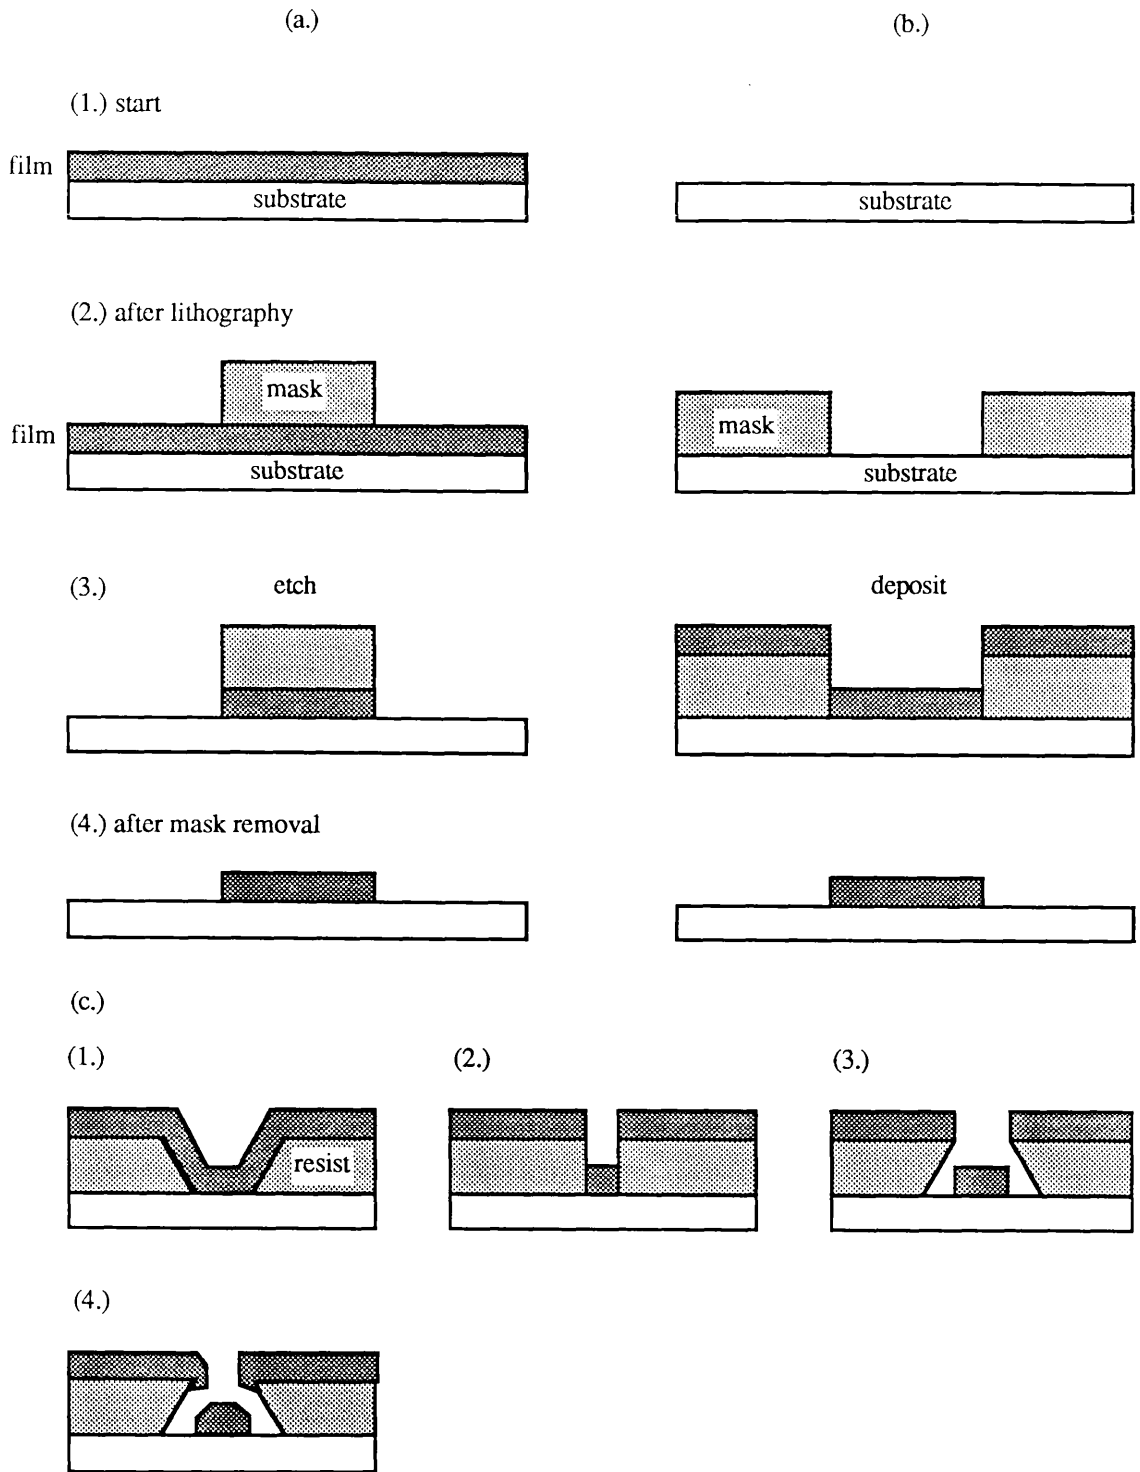 (a.)
(b.)
(1.) start
film
substrate
substrate
(2.) after lithography
mask
film
substrate
mask
substrate
(3.)
etch
deposit
(4.) after mask removal
(c.)
(1.)
(2.)
(3.)
resist
(4.)